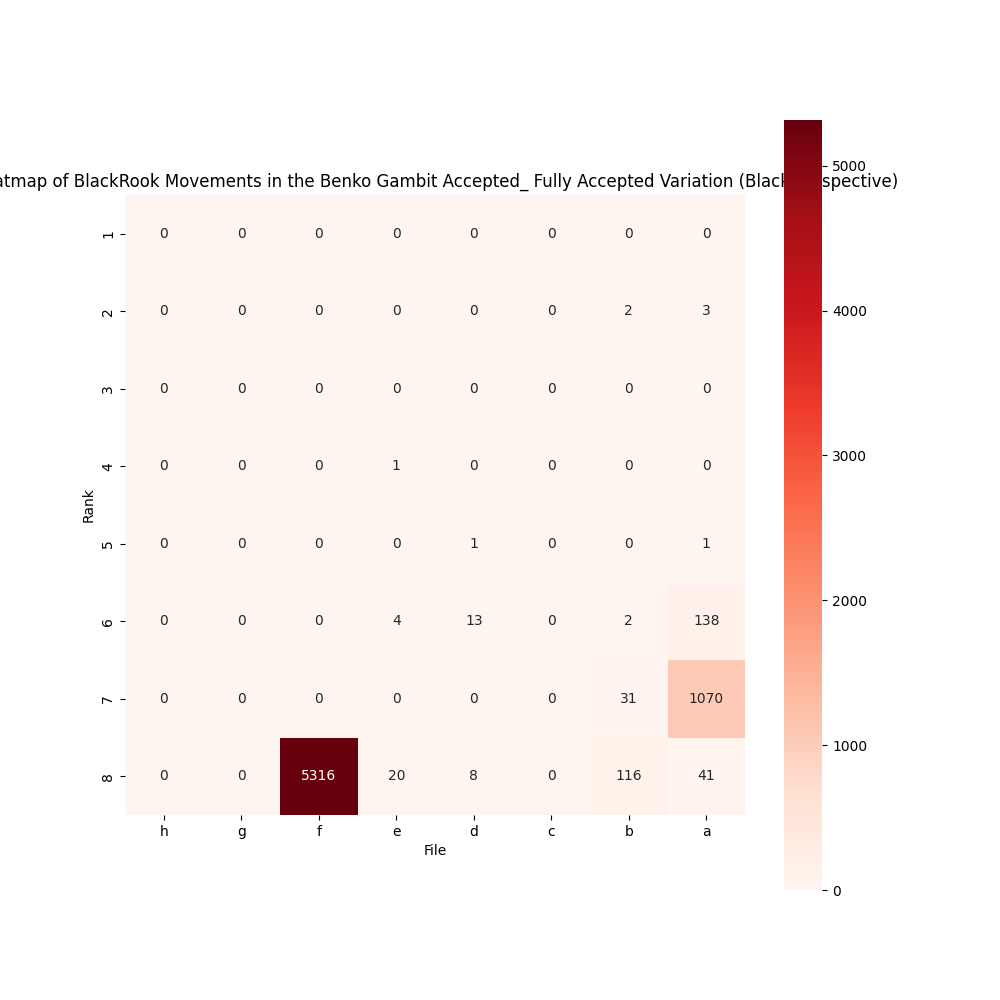 of BlackRook Movements in the Benko Gambit Accepted_ Fully Accepted Variation
Rank
1 0 0 0 0 0 0 0 0
2 0 0 0 0 0 0 2 3
3 0 0 0 0 0 0 0 0
4 0 0 0 1 0 0 0 0
5 0 0 0 0 1 0 0 1
6 0 0 0 4 13 0 2 138
7 0 0 0 0 0 0 31 1070
8 0 0 5316 20 8 0 116 41
h g f e d c b a
File
5000
4000
3000
2000
1000
0